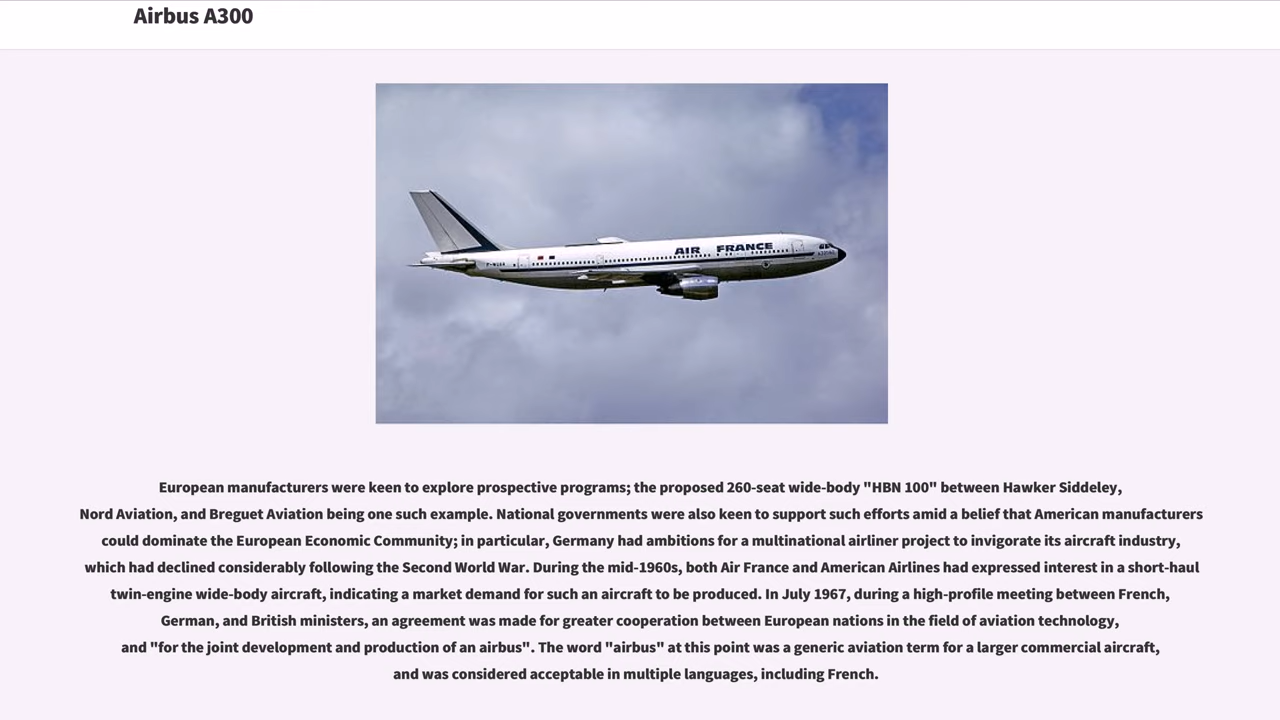 Airbus A300
AIR FRANCE
European manufacturers were keen to explore prospective programs; the proposed 260-seat wide-body "HBN 100" between Hawker Siddeley,
Nord Aviation, and Breguet Aviation being one such example. National governments were also keen to support such efforts amid a belief that American manufacturers
could dominate the European Economic Community; in particular, Germany had ambitions for a multinational airliner project to invigorate its aircraft industry,
which had declined considerably following the Second World War. During the mid-1960s, both Air France and American Airlines had expressed interest in a short-haul
twin-engine wide-body aircraft, indicating a market demand for such an aircraft to be produced. In July 1967, during a high-profile meeting between French,
German, and British ministers, an agreement was made for greater cooperation between European nations in the field of aviation technology,
and "for the joint development and production of an airbus". The word "airbus" at this point was a generic aviation term for a larger commercial aircraft,
and was considered acceptable in multiple languages, including French.